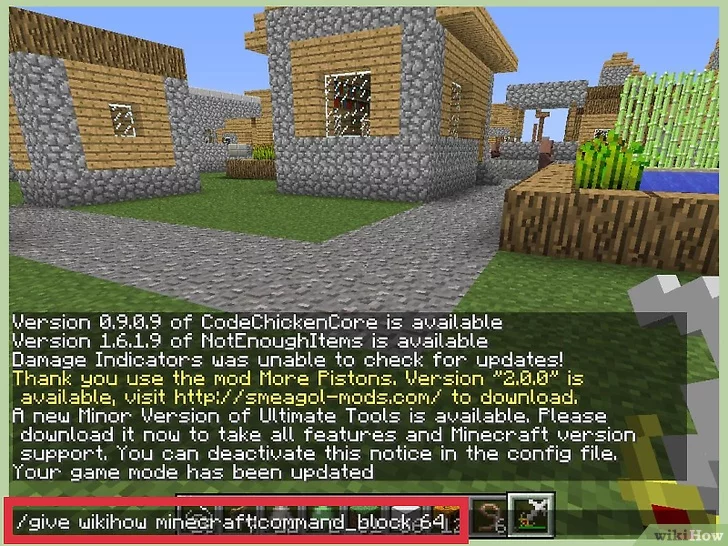 Version 0.9.0.9 of CodeChickenCore is available
Version 1.6.1.9 of NotEnoughItems is available
Damage Indicators was unable to check for updates!
Thank you use the mod More Pistons. Version "2.0.0" is
available, visit http://smeagol-mods.com/ to download.
A new Minor Version of Ultimate Tools is available. Please
download it now to take all features and Minecraft version
support. You can deactivate this notice in the config file.
Your game mode has been updated
/give wikihow minecraft:command_block 64
wikiHow